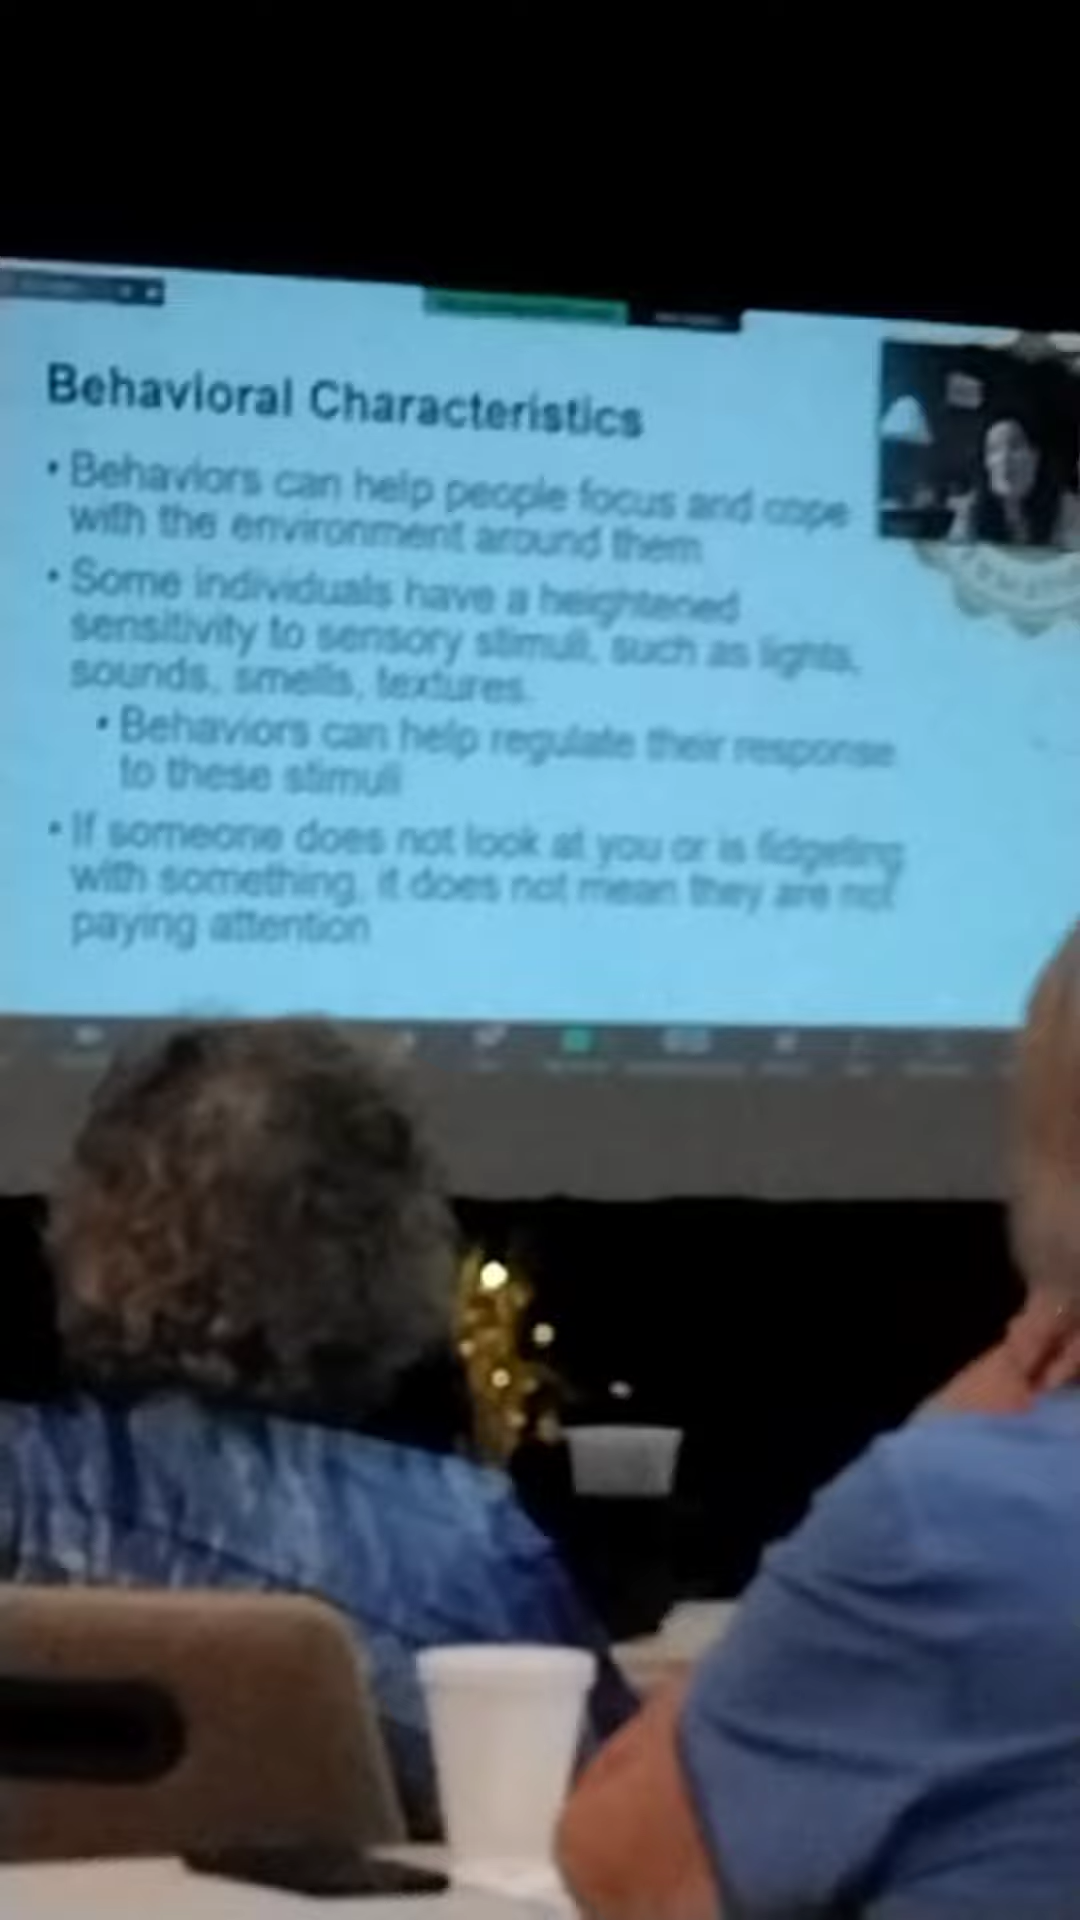 Behavioral Characteristics
• Behaviors can help people focus and cope
with the environment around them
• Some individuals have a heightened
sensitivity to sensory stimuli, such as lights,
sounds, smells, textures.
• Behaviors can help regulate their response
to these stimuli
• If someone does not look at you or is fidgeting
with something, it does not mean they are not
paying attention